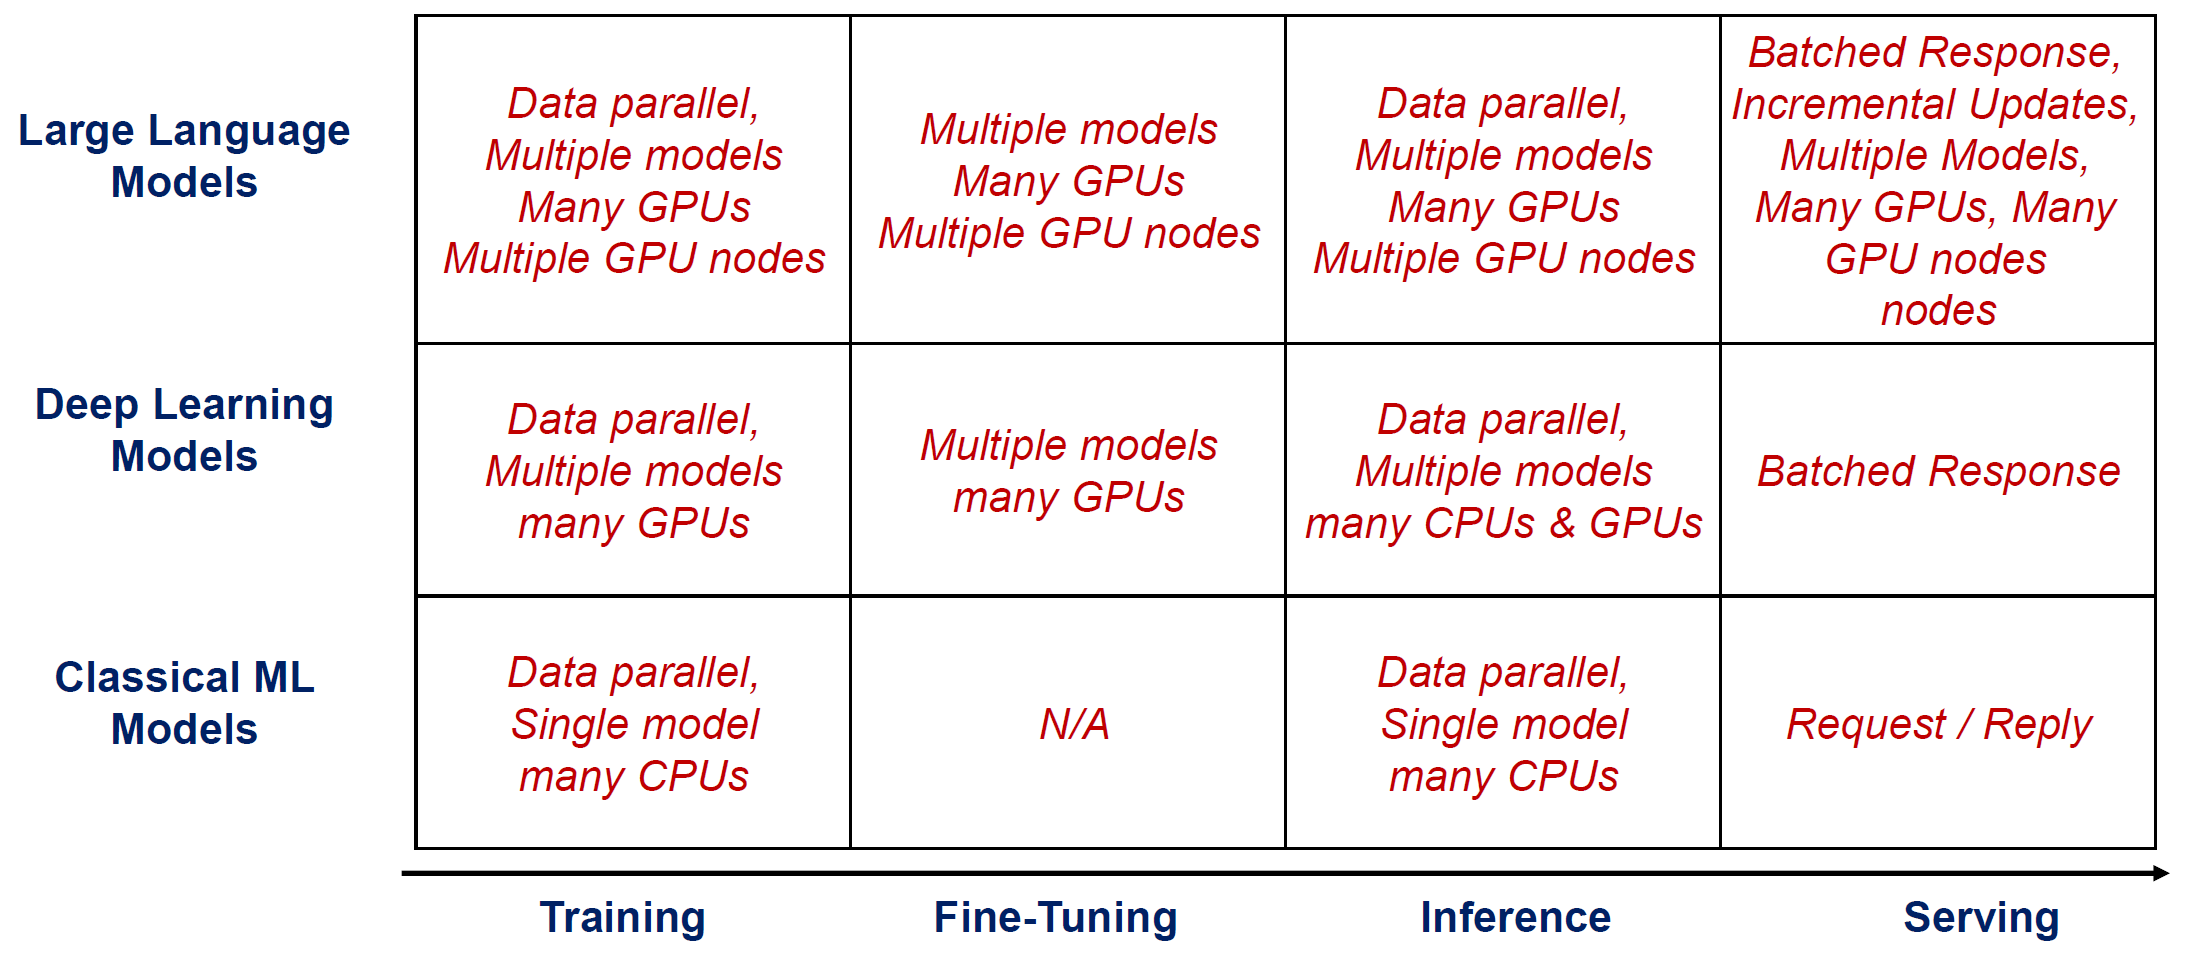 Large Language
Models
Data parallel,
Multiple models
Many GPUs
Multiple GPU nodes
Multiple models
Many GPUs
Multiple GPU nodes
Data parallel,
Multiple models
Many GPUs
Multiple GPU nodes
Batched Response,
Incremental Updates,
Multiple Models,
Many GPUs, Many
GPU nodes
nodes
Deep Learning
Models
Data parallel,
Multiple models
many GPUs
Multiple models
many GPUs
Data parallel,
Multiple models
many CPUs & GPUs
Batched Response
Classical ML
Models
Data parallel,
Single model
many CPUs
N/A
Data parallel,
Single model
many CPUs
Request / Reply
Training
Fine-Tuning
Inference
Serving